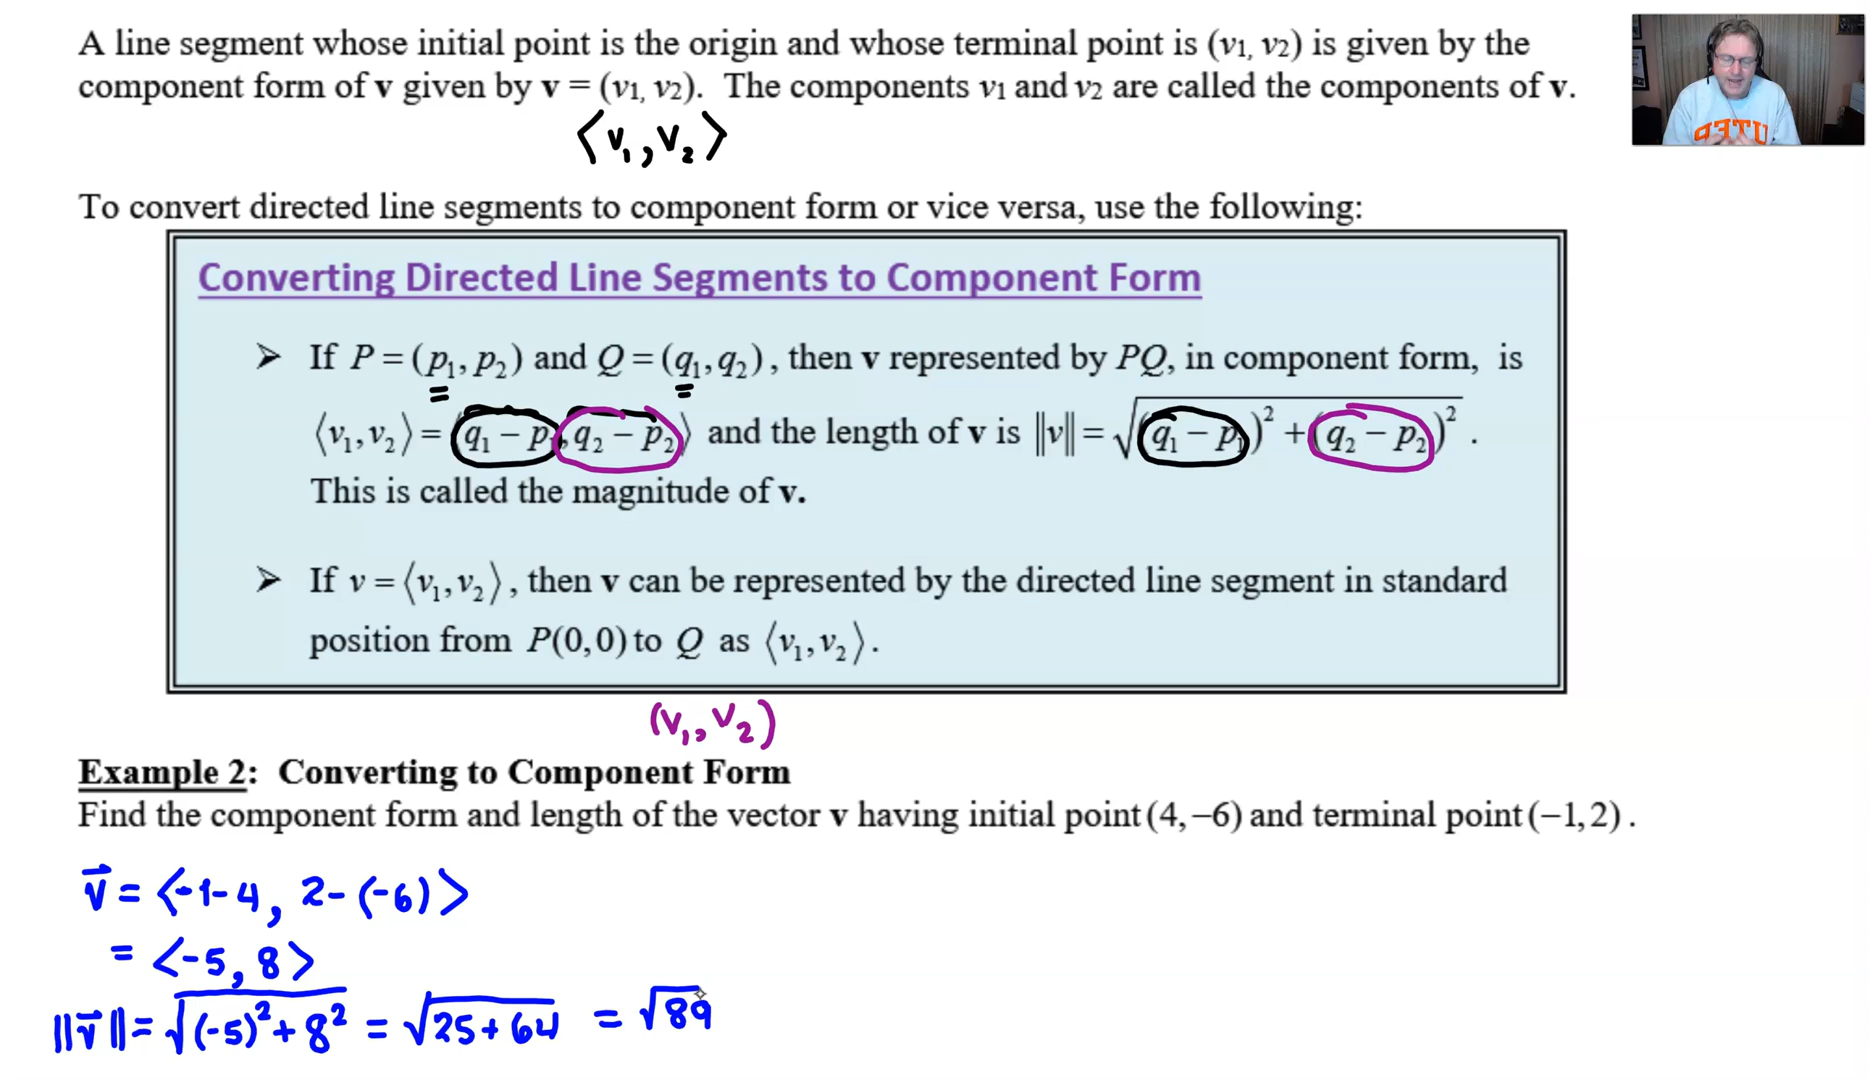 A line segment whose initial point is the origin and whose terminal point is (v1, v2) is given by the
component form of v given by v = (v1, v2). The components v1 and v2 are called the components of v.
⟨v₁, v₂⟩
UTEP
To convert directed line segments to component form or vice versa, use the following:
Converting Directed Line Segments to Component Form
➢ If P = (p₁, p₂) and Q = (q₁, q₂), then v represented by PQ, in component form, is
⟨v₁, v₂⟩ = ⟨q₁ − p₁, q₂ − p₂⟩ and the length of v is ‖v‖ = √((q₁ − p₁)² + (q₂ − p₂)²).
This is called the magnitude of v.
➢ If v = ⟨v₁, v₂⟩, then v can be represented by the directed line segment in standard
position from P(0,0) to Q as ⟨v₁, v₂⟩.
(v₁, v₂)
Example 2: Converting to Component Form
Find the component form and length of the vector v having initial point (4, −6) and terminal point (−1, 2).
v⃗ = ⟨-1-4, 2-(-6)⟩
= ⟨-5, 8⟩
‖v⃗‖ = √((-5)² + 8²) = √(25 + 64) = √89